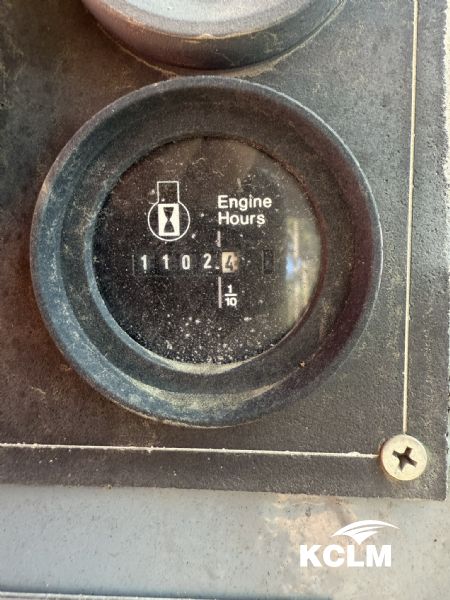 Engine
Hours
1102.4
1/10
KCLM